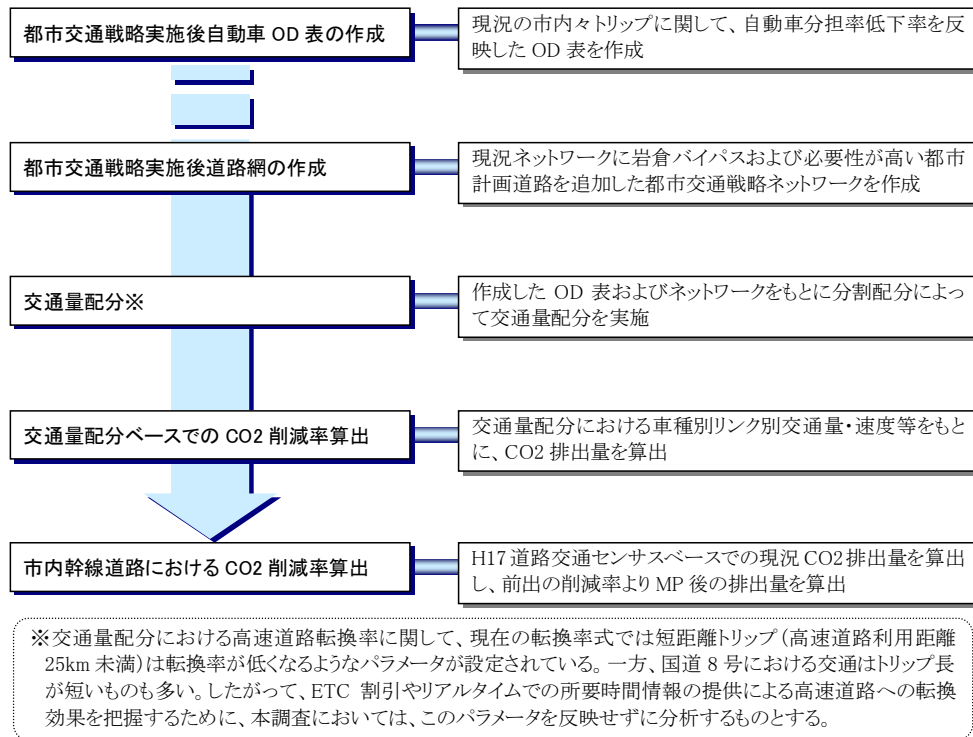 都市交通戦略実施後自動車 OD 表の作成
現況の市内々トリップに関して、自動車分担率低下率を反
映した OD 表を作成
都市交通戦略実施後道路網の作成
現況ネットワークに岩倉バイパスおよび必要性が高い都市
計画道路を追加した都市交通戦略ネットワークを作成
交通量配分※
作成した OD 表およびネットワークをもとに分割配分によっ
て交通量配分を実施
交通量配分ベースでの CO2 削減率算出
交通量配分における車種別リンク別交通量・速度等をもと
に、CO2 排出量を算出
市内幹線道路における CO2 削減率算出
H17 道路交通センサスベースでの現況 CO2 排出量を算出
し、前出の削減率より MP 後の排出量を算出
※交通量配分における高速道路転換率に関して、現在の転換率式では短距離トリップ（高速道路利用距離
25km 未満）は転換率が低くなるようなパラメータが設定されている。一方、国道 8 号における交通はトリップ長
が短いものも多い。したがって、ETC 割引やリアルタイムでの所要時間情報の提供による高速道路への転換
効果を把握するために、本調査においては、このパラメータを反映せずに分析するものとする。